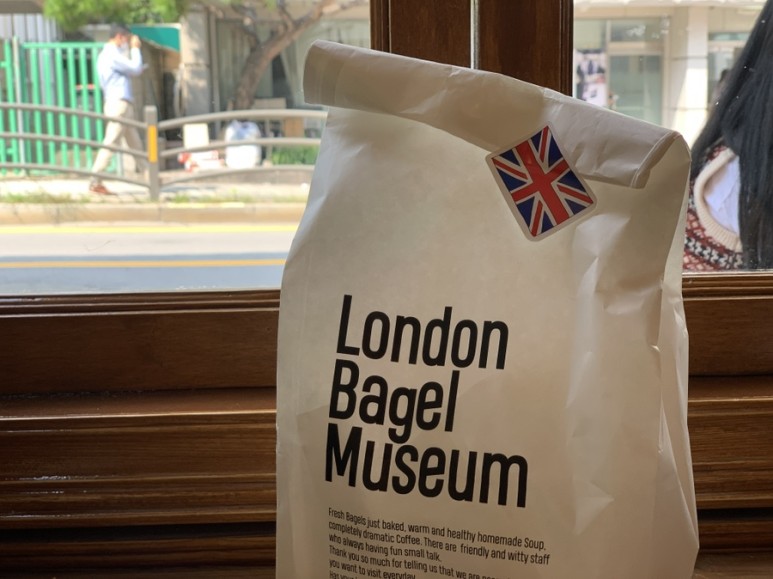 London
Bagel
Museum
Fresh Bagels just baked, warm and healthy homemade Soup,
completely dramatic Coffee. There are friendly and witty staff
who always having fun small talk.
Thank you so much for telling us that we are
you want to visit everyday.